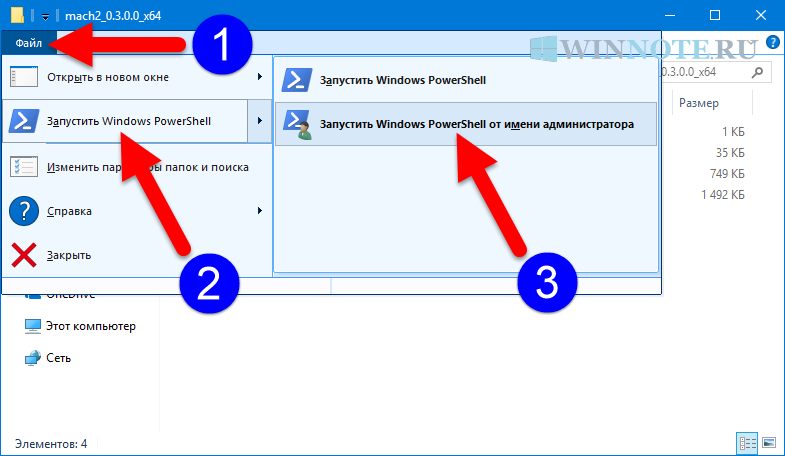 mach2_0.3.0.0_x64
Файл
1
WINNOTE.RU
Открыть в новом окне
Запустить Windows PowerShell
0.3.0.0_x64
Запустить Windows PowerShell
Запустить Windows PowerShell от имени администратора
Размер
1 КБ
35 КБ
749 КБ
1 492 КБ
Изменить параметры папок и поиска
Справка
Закрыть
2
3
OneDrive
Этот компьютер
Сеть
Элементов: 4